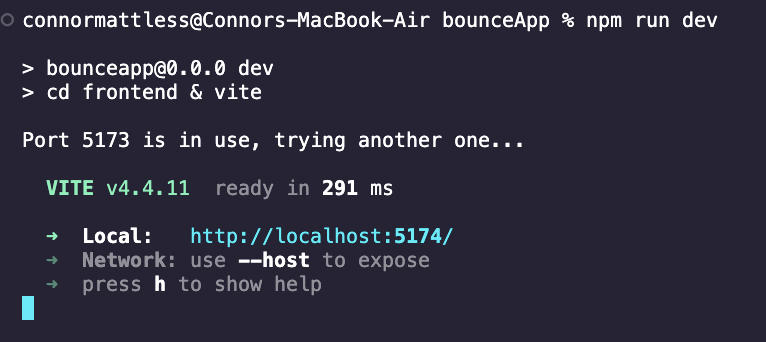 connormattless@Connors-MacBook-Air bounceApp % npm run dev
> bounceapp@0.0.0 dev
> cd frontend & vite
Port 5173 is in use, trying another one...
VITE v4.4.11 ready in 291 ms
➜ Local: http://localhost:5174/
➜ Network: use --host to expose
➜ press h to show help